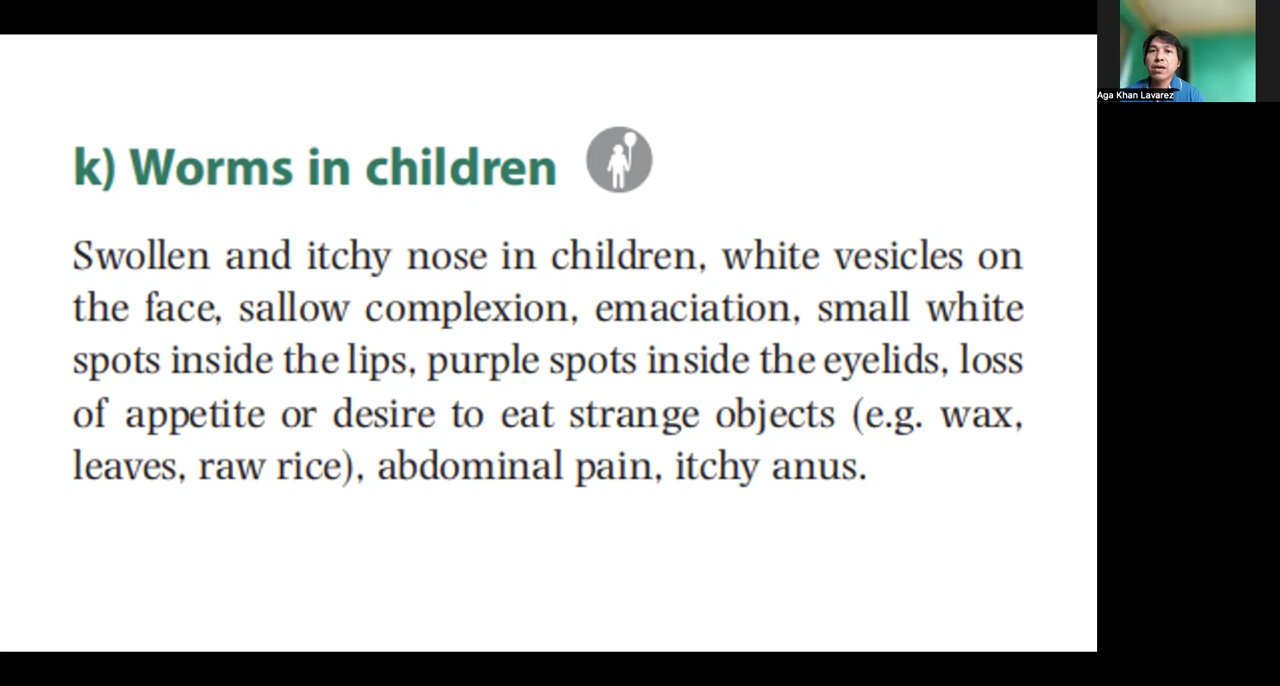 k) Worms in children
Swollen and itchy nose in children, white vesicles on
the face, sallow complexion, emaciation, small white
spots inside the lips, purple spots inside the eyelids, loss
of appetite or desire to eat strange objects (e.g. wax,
leaves, raw rice), abdominal pain, itchy anus.
Aga Khan Lavarez